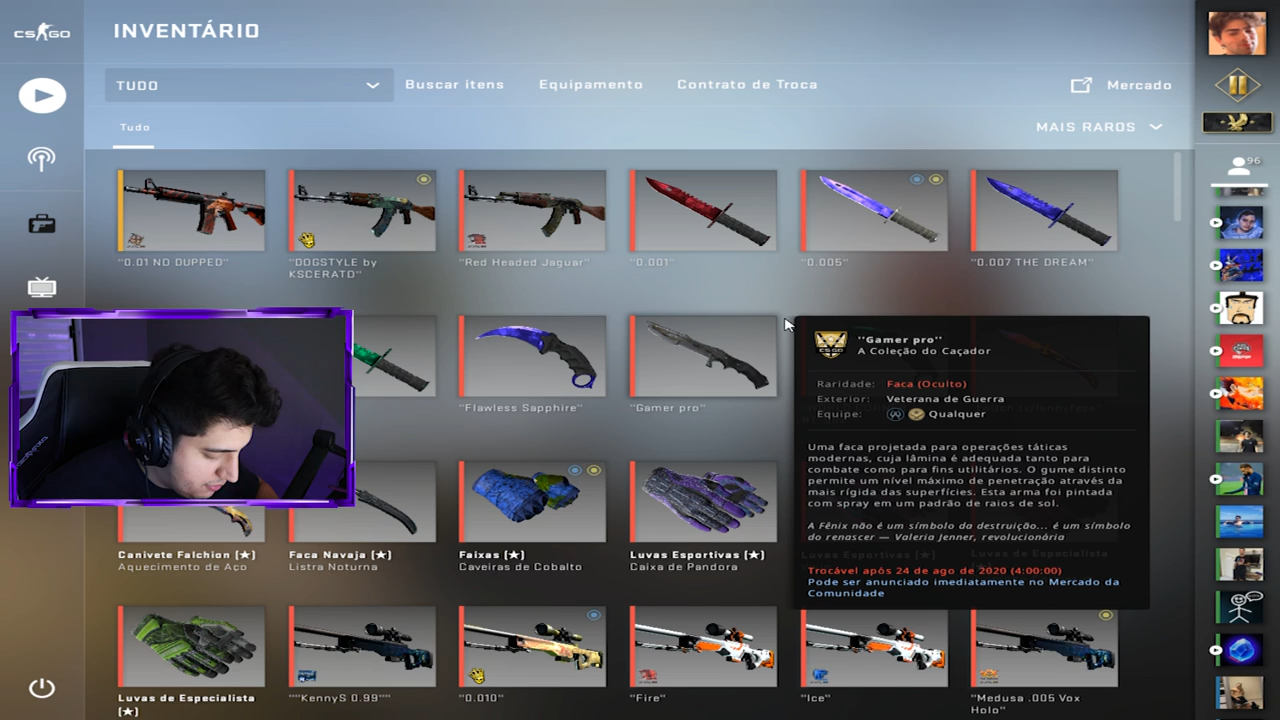 CS GO
INVENTÁRIO
TUDO
Buscar itens
Equipamento
Contrato de Troca
Mercado
Tudo
MAIS RAROS
96
"0.01 NO DUPPED"
"DOGSTYLE by
KSCERATO"
"Red Headed Jaguar"
"0.001"
"0.005"
"0.007 THE DREAM"
"Flawless Sapphire"
"Gamer pro"
''Gamer pro''
A Coleção do Caçador
Raridade: Faca (Oculto)
Exterior: Veterana de Guerra
Equipe: Qualquer
Uma faca projetada para operações táticas
modernas, cuja lâmina é adequada tanto para
combate como para fins utilitários. O gume distinto
permite um nível máximo de penetração através da
mais rígida das superfícies. Esta arma foi pintada
com spray em um padrão de raios de sol.
A Fênix não é um símbolo da destruição... é um símbolo
do renascer — Valeria Jenner, revolucionária
Trocável após 24 de ago de 2020 (4:00:00)
Pode ser anunciado imediatamente no Mercado da
Comunidade
Canivete Falchion (★)
Aquecimento de Aço
Faca Navaja (★)
Listra Noturna
Faixas (★)
Caveiras de Cobalto
Luvas Esportivas (★)
Caixa de Pandora
Luvas de Especialista
(★)
""KennyS 0.99""
"0.010"
"Fire"
"Ice"
"Medusa .005 Vox
Holo"